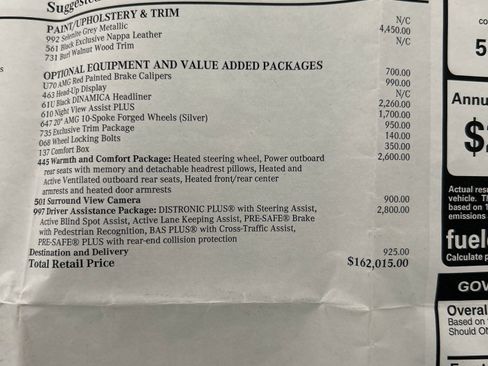 Suggested
PAINT/UPHOLSTERY & TRIM
992 Selenite Grey Metallic N/C
561 Black Exclusive Nappa Leather 4,450.00
731 Burl Walnut Wood Trim N/C
OPTIONAL EQUIPMENT AND VALUE ADDED PACKAGES
U70 AMG Red Painted Brake Calipers 700.00
463 Head-Up Display 990.00
61U Black DINAMICA Headliner N/C
610 Night View Assist PLUS 2,260.00
647 20" AMG 10-Spoke Forged Wheels (Silver) 1,700.00
735 Exclusive Trim Package 950.00
068 Wheel Locking Bolts 140.00
137 Comfort Box 350.00
445 Warmth and Comfort Package: Heated steering wheel, Power outboard 2,600.00
rear seats with memory and detachable headrest pillows, Heated and
Active Ventilated outboard rear seats, Heated front/rear center
armrests and heated door armrests
501 Surround View Camera 900.00
997 Driver Assistance Package: DISTRONIC PLUS® with Steering Assist, 2,800.00
Active Blind Spot Assist, Active Lane Keeping Assist, PRE-SAFE® Brake
with Pedestrian Recognition, BAS PLUS® with Cross-Traffic Assist,
PRE-SAFE® PLUS with rear-end collision protection
Destination and Delivery 925.00
Total Retail Price $162,015.00
s
co
5
Annu
$
Actual res
vehicle. Th
based on 1
emissions
fuele
Calculate p
GOV
Overal
Based on
Should ON